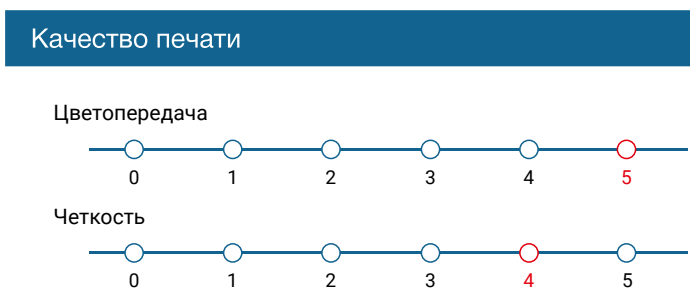 Качество печати
Цветопередача
0 1 2 3 4 5
Четкость
0 1 2 3 4 5